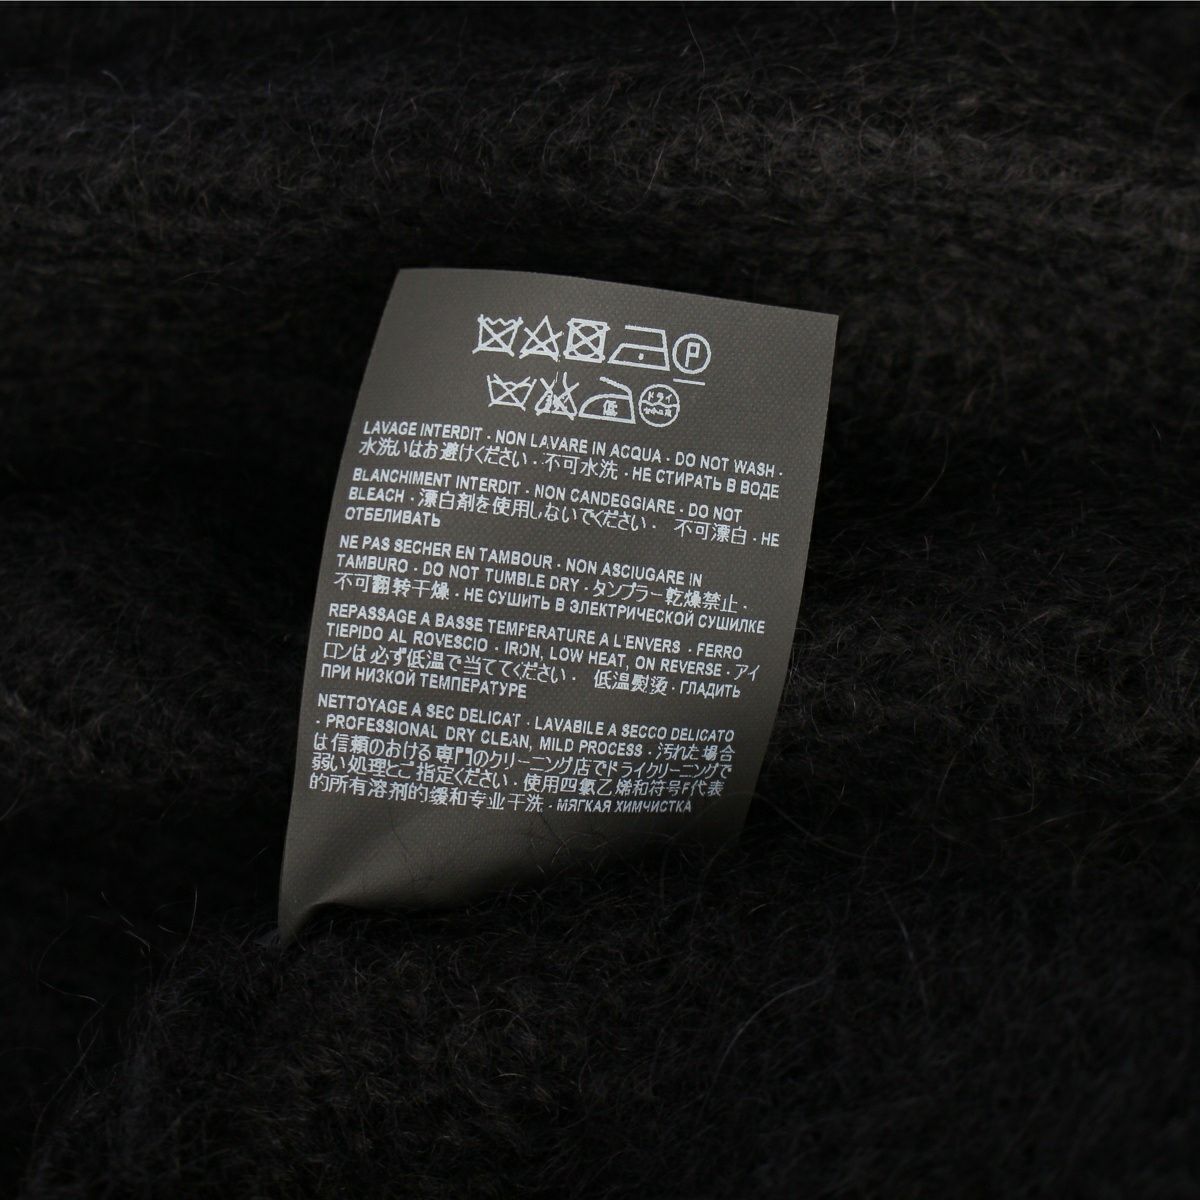 P
ドライ
低
LAVAGE INTERDIT - NON LAVARE IN ACQUA - DO NOT WASH -
水洗いはお避けください - 不可水洗 - НЕ СТИРАТЬ В ВОДЕ
BLANCHIMENT INTERDIT - NON CANDEGGIARE - DO NOT
BLEACH - 漂白剤を使用しないでください - 不可漂白 - НЕ
ОТБЕЛИВАТЬ
NE PAS SECHER EN TAMBOUR - NON ASCIUGARE IN
TAMBURO - DO NOT TUMBLE DRY - タンブラー乾燥禁止 -
不可翻转干燥 - НЕ СУШИТЬ В ЭЛЕКТРИЧЕСКОЙ СУШИЛКЕ
REPASSAGE A BASSE TEMPERATURE A L'ENVERS - FERRO
TIEPIDO AL ROVESCIO - IRON, LOW HEAT, ON REVERSE - アイ
ロンは必ず低温で当ててください - 低温熨烫 - ГЛАДИТЬ
ПРИ НИЗКОЙ ТЕМПЕРАТУРЕ
NETTOYAGE A SEC DELICAT - LAVABILE A SECCO DELICATO
- PROFESSIONAL DRY CLEAN, MILD PROCESS - 汚れた場合
は信頼のおける専門のクリーニング店でドライクリーニングで
弱い処理とご指定ください - 使用四氯乙烯和符号F代表
的所有溶剂的缓和专业干洗 - МЯГКАЯ ХИМЧИСТКА